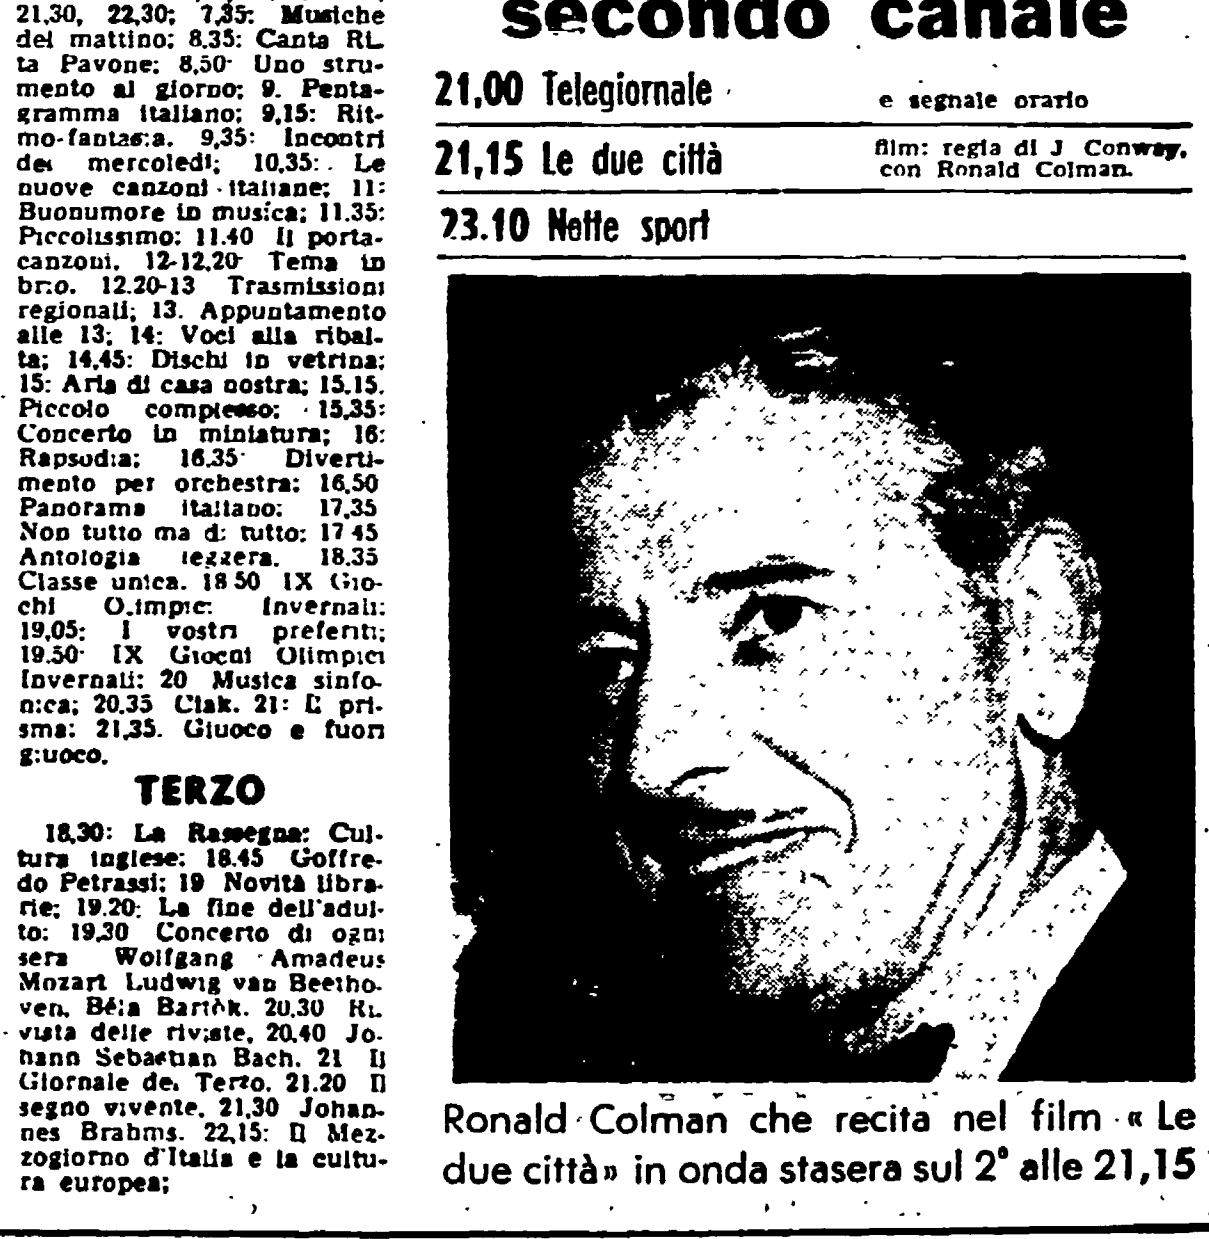 21,30, 22,30; 7,35: Musiche
del mattino; 8,35: Canta Ri-
ta Pavone; 8,50: Uno stru-
mento al giorno; 9. Penta-
gramma italiano; 9,15: Rit-
mo-fantasia. 9,35: Incontri
del mercoledì; 10,35: Le
nuove canzoni italiane; 11:
Buonumore in musica; 11.35:
Piccolissimo; 11.40 Il porta-
canzoni. 12-12,20 Tema in
brio. 12.20-13 Trasmissioni
regionali; 13. Appuntamento
alle 13; 14: Voci alla ribal-
ta; 14,45: Dischi in vetrina;
15: Aria di casa nostra; 15,15.
Piccolo complesso; 15,35:
Concerto in miniatura; 16:
Rapsodia; 16.35 Diverti-
mento per orchestra; 16,50
Panorama italiano; 17,35
Non tutto ma di tutto; 17 45
Antologia leggera. 18.35
Classe unica. 18 50 IX Gio-
chi Olimpici Invernali;
19,05: I vostri preferiti;
19.50 IX Giochi Olimpici
Invernali; 20 Musica sinfo-
nica; 20,35 Ciak. 21: Il pri-
sma; 21,35. Giuoco e fuori
giuoco.
TERZO
18,30: La Rassegna: Cul-
tura inglese; 18.45 Goffre-
do Petrassi; 19 Novità libra-
rie; 19.20: La fine dell'adul-
to; 19,30 Concerto di ogni
sera Wolfgang Amadeus
Mozart Ludwig van Beetho-
ven, Béla Bartòk. 20,30 Ri-
vista delle riviste, 20,40 Jo-
hann Sebastian Bach. 21 Il
Giornale del Terzo. 21.20 Il
segno vivente, 21,30 Johan-
nes Brahms. 22,15: Il Mez-
zogiorno d'Italia e la cultu-
ra europea;
secondo canale
21,00 Telegiornale e segnale orario
21,15 Le due città film: regia di J Conway,
con Ronald Colman.
23.10 Notte sport
Ronald Colman che recita nel film « Le
due città» in onda stasera sul 2° alle 21,15